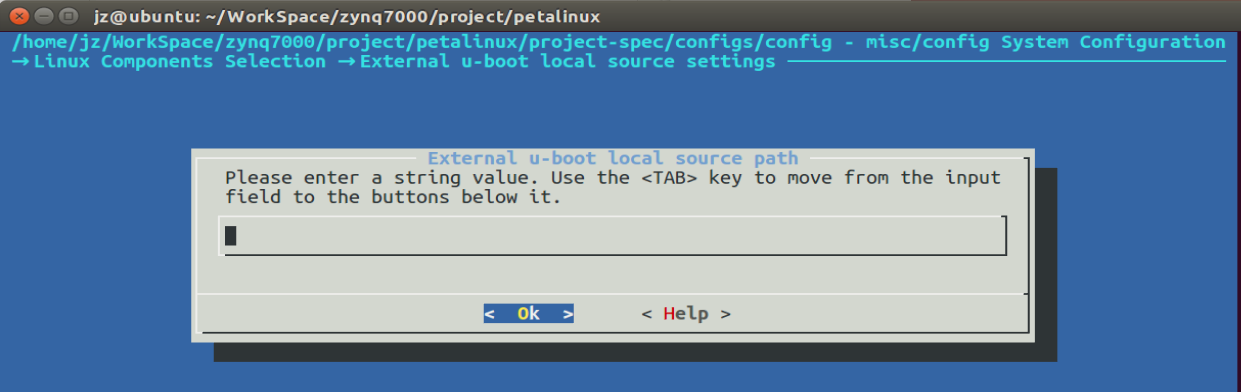 jz@ubuntu: ~/WorkSpace/zynq7000/project/petalinux
/home/jz/WorkSpace/zynq7000/project/petalinux/project-spec/configs/config - misc/config System Configuration
→ Linux Components Selection → External u-boot local source settings
External u-boot local source path
Please enter a string value. Use the <TAB> key to move from the input
field to the buttons below it.
< Ok > < Help >